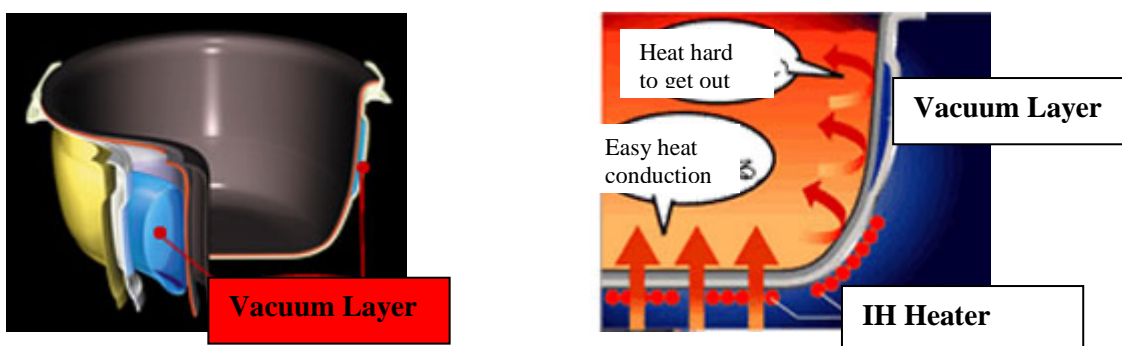 Vacuum Layer
Heat hard
to get out
Easy heat
conduction
Vacuum Layer
IH Heater